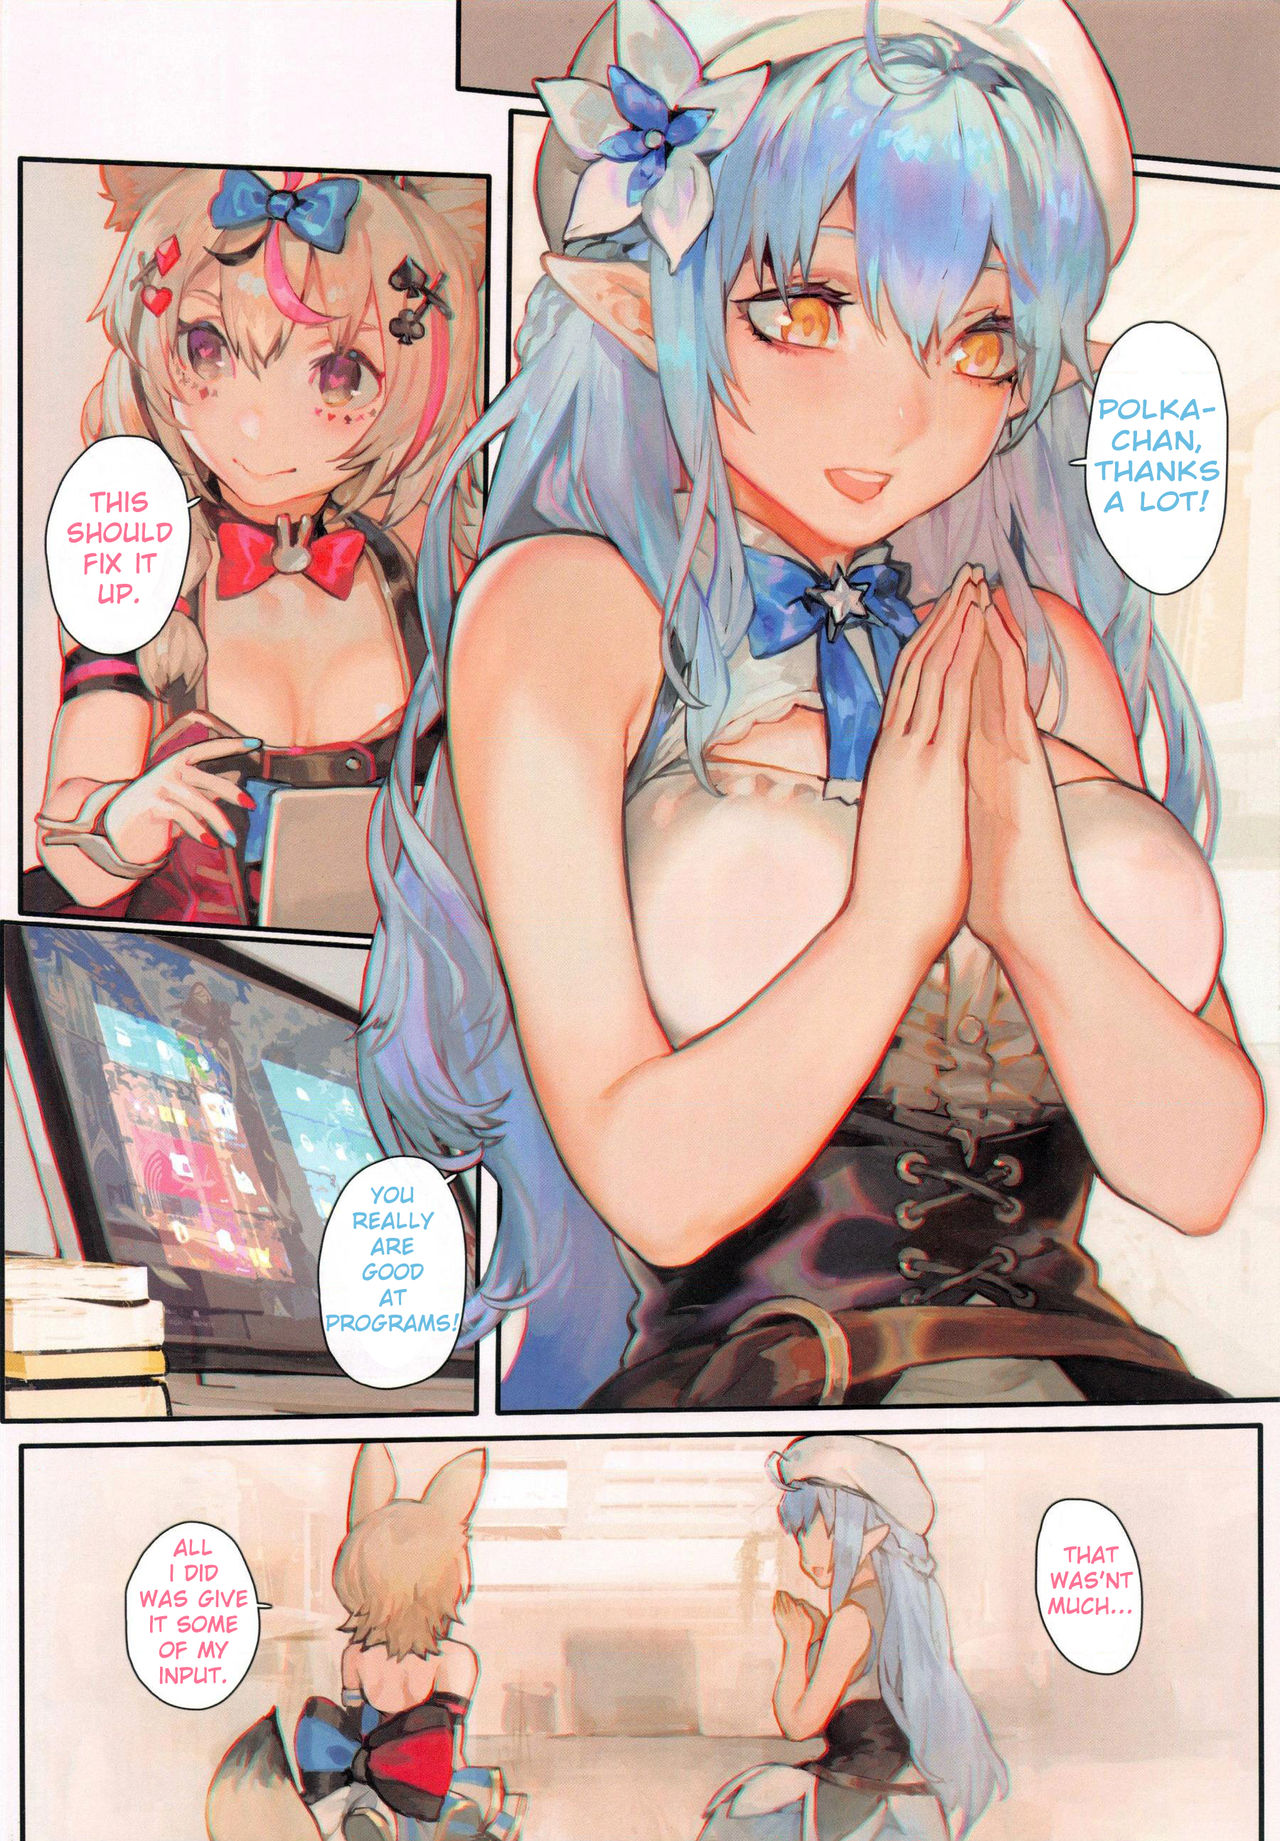 POLKA-
CHAN,
THANKS
A LOT!
THIS
SHOULD
FIX IT
UP.
YOU
REALLY
ARE
GOOD
AT
PROGRAMS!
THAT
WAS'NT
MUCH...
ALL
I DID
WAS GIVE
IT SOME
OF MY
INPUT.